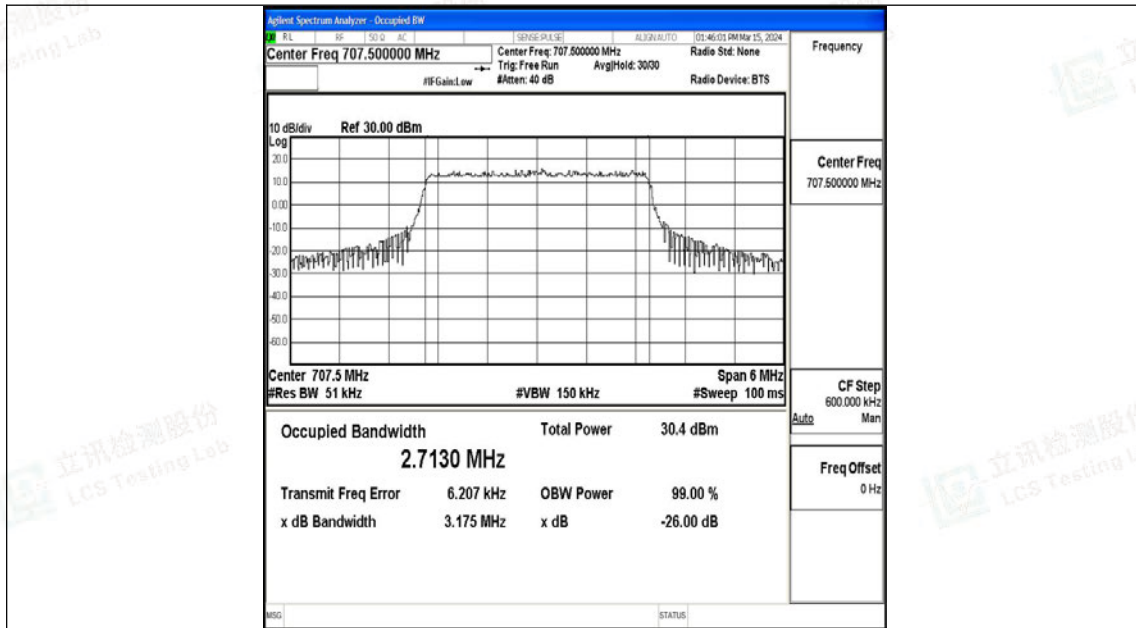 Agilent Spectrum Analyzer - Occupied BW
RL RF 50 Ω AC SENSE:PULSE ALIGNAUTO 01:46:01 PM Mar 15, 2024
Center Freq 707.500000 MHz
Center Freq: 707.500000 MHz
Radio Std: None
Trig: Free Run Avg|Hold: 30/30
#IFGain:Low
#Atten: 40 dB
Radio Device: BTS
Frequency
10 dB/div Ref 30.00 dBm
Log
20.0
10.0
0.00
-10.0
-20.0
-30.0
-40.0
-50.0
-60.0
Center 707.5 MHz Span 6 MHz
#Res BW 51 kHz #VBW 150 kHz #Sweep 100 ms
Center Freq
707.500000 MHz
CF Step
600.000 kHz
Auto Man
Freq Offset
0 Hz
Occupied Bandwidth Total Power 30.4 dBm
2.7130 MHz
Transmit Freq Error 6.207 kHz OBW Power 99.00 %
x dB Bandwidth 3.175 MHz x dB -26.00 dB
MSG STATUS
立讯检测股份
LCS Testing Lab
立讯检测股份
LCS Testing L